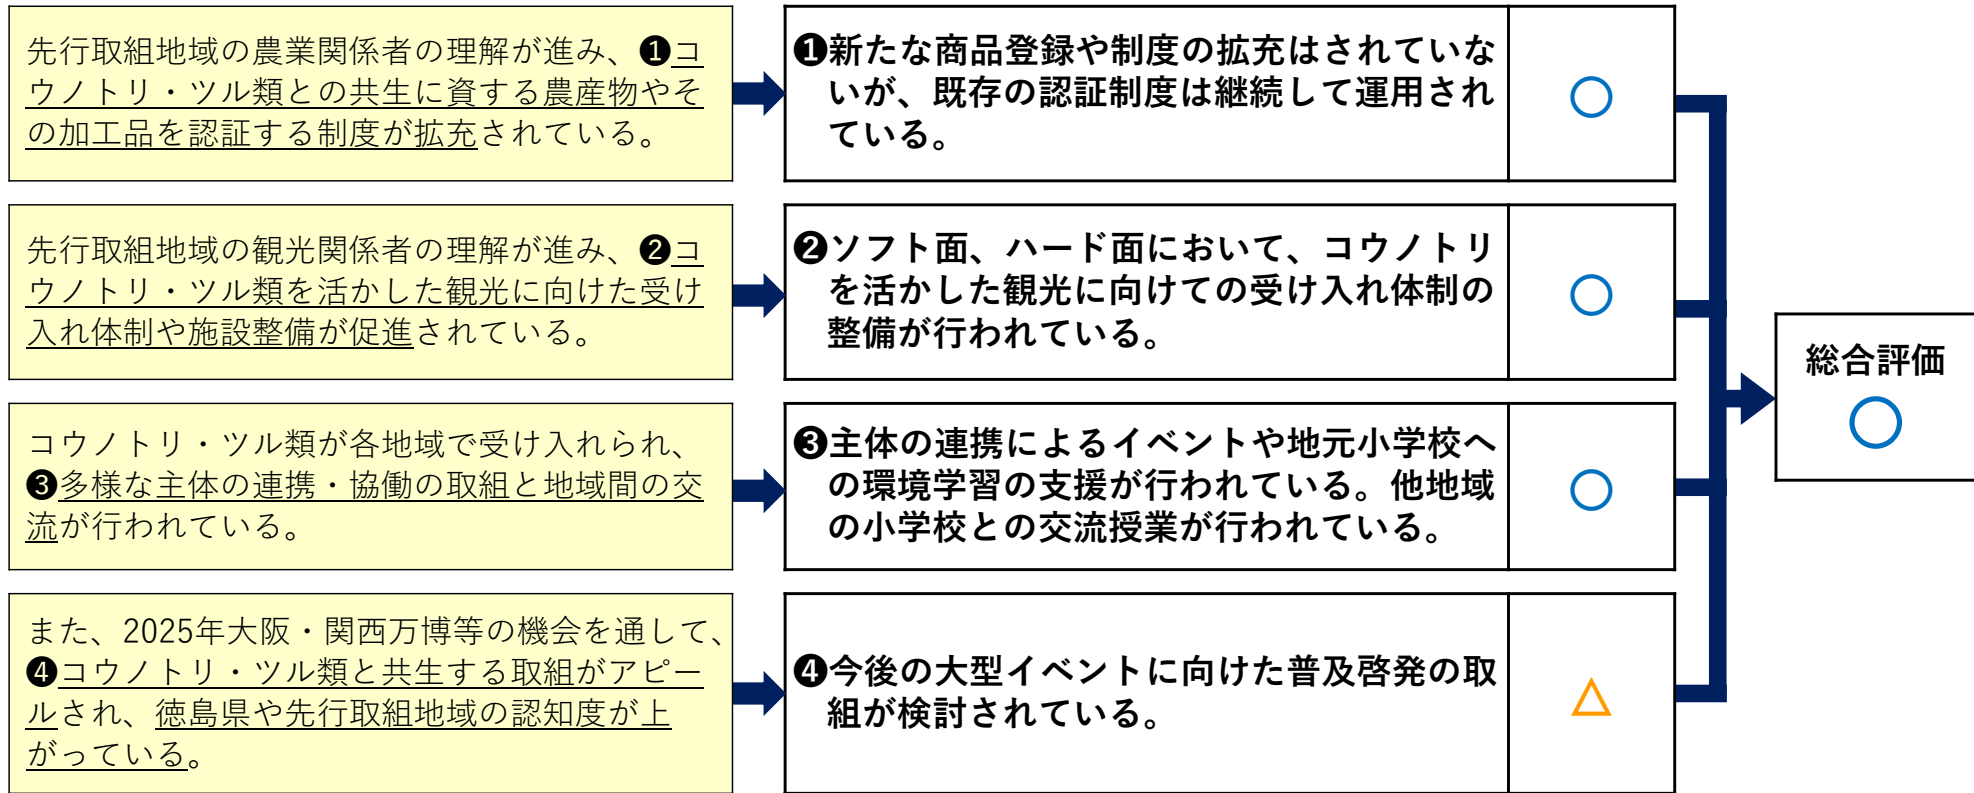 先行取組地域の農業関係者の理解が進み、❶コ
ウノトリ・ツル類との共生に資する農産物やそ
の加工品を認証する制度が拡充されている。
❶新たな商品登録や制度の拡充はされていな
いが、既存の認証制度は継続して運用され
ている。
○
先行取組地域の観光関係者の理解が進み、❷コ
ウノトリ・ツル類を活かした観光に向けた受け
入れ体制や施設整備が促進されている。
❷ソフト面、ハード面において、コウノトリ
を活かした観光に向けての受け入れ体制の
整備が行われている。
○
コウノトリ・ツル類が各地域で受け入れられ、
❸多様な主体の連携・協働の取組と地域間の交
流が行われている。
❸主体の連携によるイベントや地元小学校へ
の環境学習の支援が行われている。他地域
の小学校との交流授業が行われている。
○
また、2025年大阪・関西万博等の機会を通して、
❹コウノトリ・ツル類と共生する取組がアピー
ルされ、徳島県や先行取組地域の認知度が上
がっている。
❹今後の大型イベントに向けた普及啓発の取
組が検討されている。
△
総合評価
○